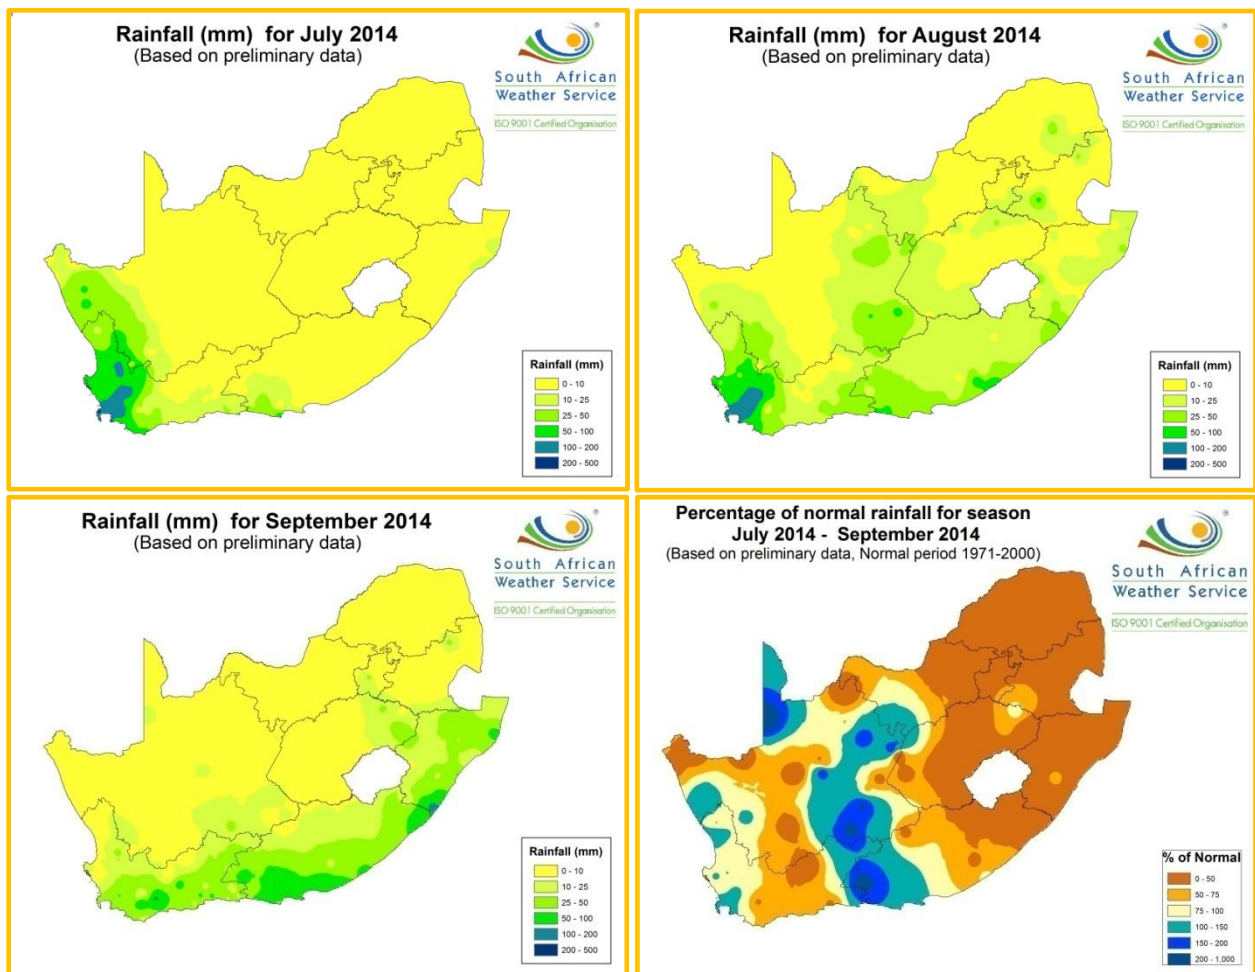 Rainfall (mm) for July 2014
(Based on preliminary data)
South African
Weather Service
ISO 9001 Certified Organisation
Rainfall (mm)
0 - 10
10 - 25
25 - 50
50 - 100
100 - 200
200 - 500
Rainfall (mm) for August 2014
(Based on preliminary data)
South African
Weather Service
ISO 9001 Certified Organisation
Rainfall (mm)
0 - 10
10 - 25
25 - 50
50 - 100
100 - 200
200 - 500
Rainfall (mm) for September 2014
(Based on preliminary data)
South African
Weather Service
ISO 9001 Certified Organisation
Rainfall (mm)
0 - 10
10 - 25
25 - 50
50 - 100
100 - 200
200 - 500
Percentage of normal rainfall for season
July 2014 - September 2014
(Based on preliminary data, Normal period 1971-2000)
South African
Weather Service
ISO 9001 Certified Organisation
% of Normal
0 - 50
50 - 75
75 - 100
100 - 150
150 - 200
200 - 1,000